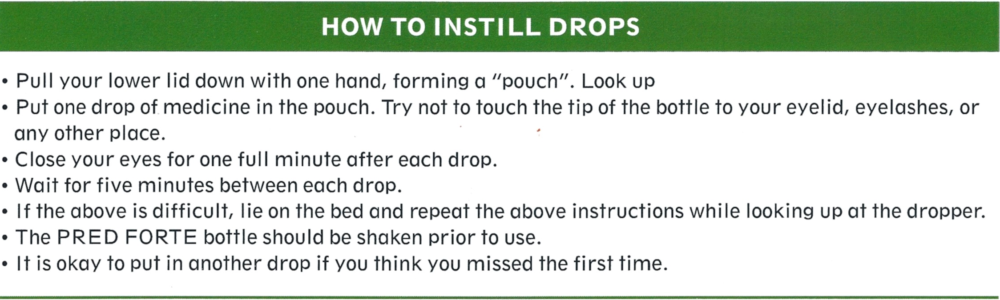 HOW TO INSTILL DROPS
• Pull your lower lid down with one hand, forming a “pouch”. Look up
• Put one drop of medicine in the pouch. Try not to touch the tip of the bottle to your eyelid, eyelashes, or
any other place.
• Close your eyes for one full minute after each drop.
• Wait for five minutes between each drop.
• If the above is difficult, lie on the bed and repeat the above instructions while looking up at the dropper.
• The PRED FORTE bottle should be shaken prior to use.
• It is okay to put in another drop if you think you missed the first time.